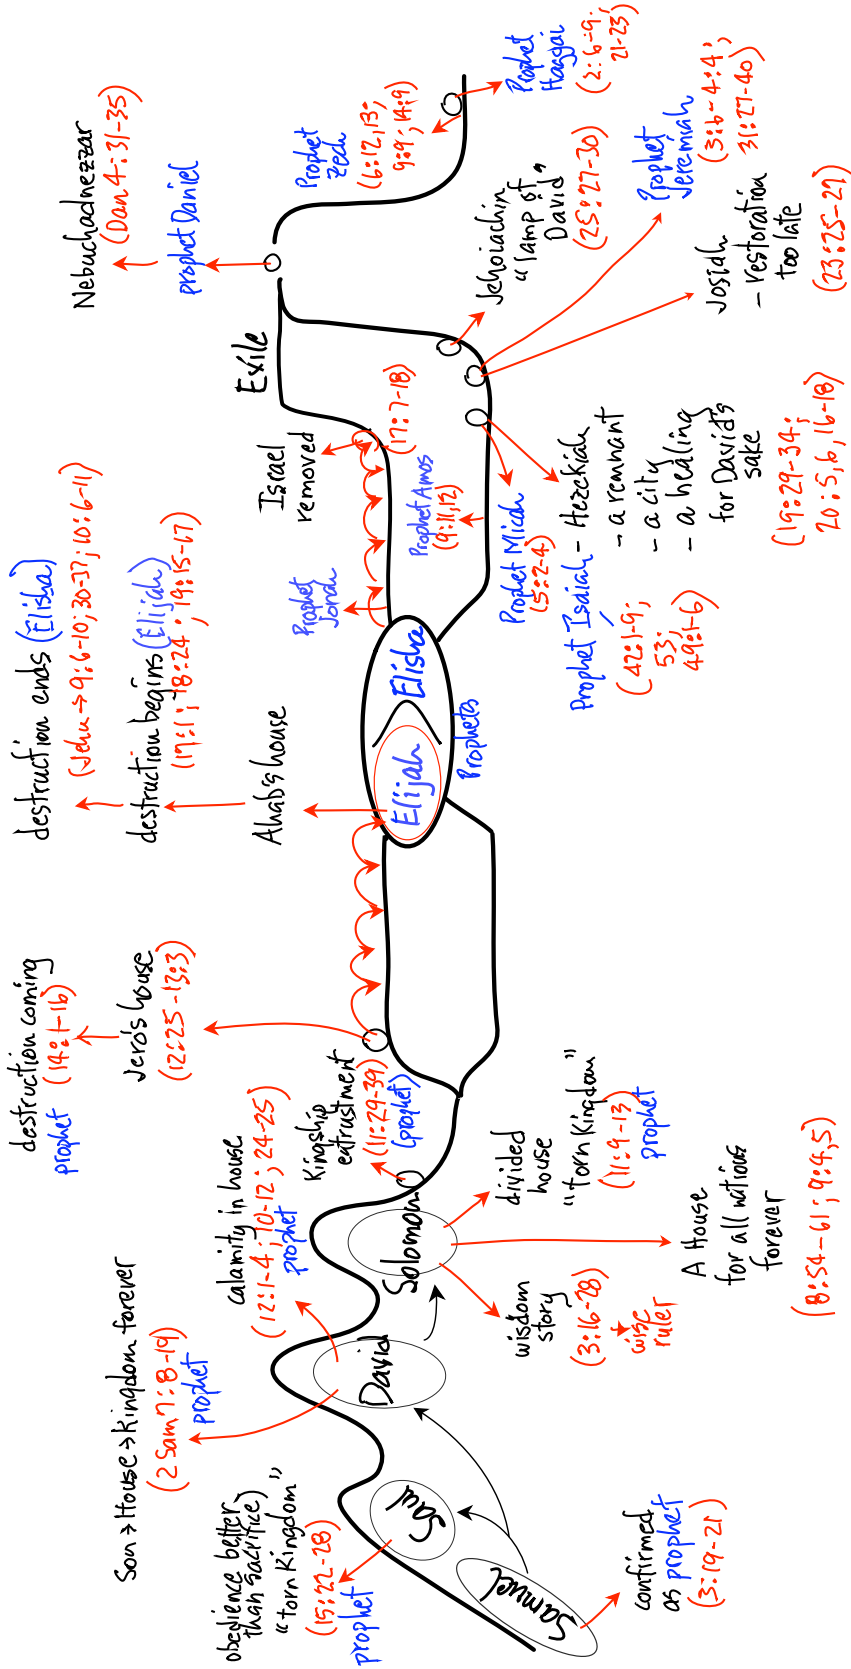 Samuel
confirmed
as prophet
(3:19-21)
Saul
obedience better
than sacrifice)
"torn Kingdom"
(15:22-28)
prophet
David
Son → House → Kingdom forever
(2 Sam 7:8-19)
prophet
calamity in house
(12:1-4; 10-12; 24-25)
prophet
Solomon
wisdom
story
(3:16-28)
wise
ruler
A House
for all nations
forever
(8:54-61; 9:4,5)
divided
house
"torn Kingdom"
(11:9-13)
prophet
Kingship
entrustment
(11:29-39)
(prophet)
Jero's house
(12:25-13:3)
destruction coming
prophet (14:1-16)
Elijah
Elisha
Prophets
Ahab's house
destruction begins (Elijah)
(17:1; 18:24; 19:15-17)
destruction ends (Elisha)
(Jehu → 9:6-10; 30-37; 10:6-11)
Prophet
Jonah
Prophet Amos
(9:11,12)
Israel
removed
(17:7-18)
Prophet Micah
(5:2-4)
Prophet Isaiah - Hezekiah
(42:1-9;
53;
49:1-6)
- a remnant
- a city
- a healing
for David's
sake
(19:29-34;
20:5,6,16-18)
Exile
Josiah
- restoration
too late
(23:25-29)
Prophet
Jeremiah
(3:6-4:4;
31:27-40)
Jehoiachin
"lamp of
David"
(25:27-30)
prophet Daniel
Nebuchadnezzar
(Dan 4:31-35)
Prophet
Zech
(6:12,13;
9:9; 14:9)
Prophet
Haggai
(2:6-9;
21-23)